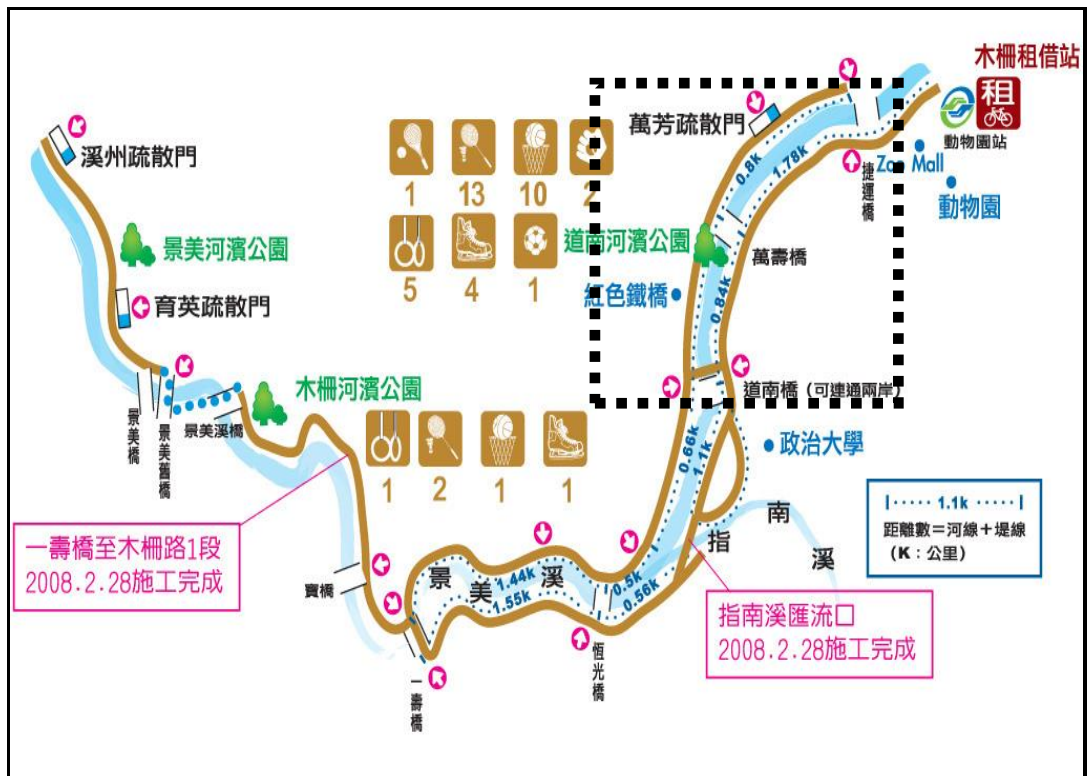 木柵租借站
租
動物園站
Zoo Mall
動物園
捷運橋
萬芳疏散門
0.8k
1.78k
溪州疏散門
1
13
10
2
道南河濱公園
萬壽橋
景美河濱公園
5
4
1
紅色鐵橋
0.84k
育英疏散門
木柵河濱公園
道南橋（可連通兩岸）
景美橋
景美舊橋
景美溪橋
0.66k
1.1k
政治大學
1
2
1
1
|····· 1.1k ·····|
距離數＝河線＋堤線
（K：公里）
指南溪
一壽橋至木柵路1段
2008.2.28施工完成
寶橋
景美溪
1.44k
1.55k
0.5k
0.56k
指南溪匯流口
2008.2.28施工完成
恆光橋
一壽橋